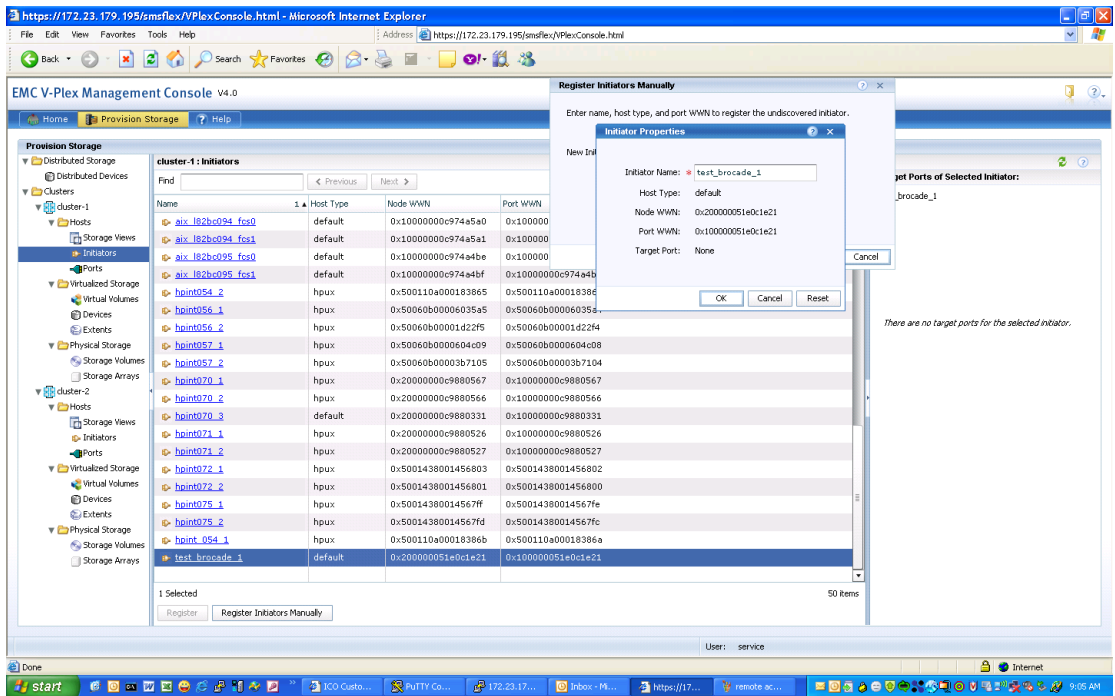 https://172.23.179.195/smsflex/VPlexConsole.html - Microsoft Internet Explorer
File Edit View Favorites Tools Help
Address https://172.23.179.195/smsflex/VPlexConsole.html
Back Search Favorites
EMC V-Plex Management Console V4.0
Home Provision Storage Help
Provision Storage
Distributed Storage
Distributed Devices
Clusters
cluster-1
Hosts
Storage Views
Initiators
Ports
Virtualized Storage
Virtual Volumes
Devices
Extents
Physical Storage
Storage Volumes
Storage Arrays
cluster-2
Hosts
Storage Views
Initiators
Ports
Virtualized Storage
Virtual Volumes
Devices
Extents
Physical Storage
Storage Volumes
Storage Arrays
cluster-1 : Initiators
Find < Previous Next >
Name 1 Host Type Node WWN Port WWN
aix_l82bc094_fcs0 default 0x10000000c974a5a0 0x100000
aix_l82bc094_fcs1 default 0x10000000c974a5a1 0x100000
aix_l82bc095_fcs0 default 0x10000000c974a4be 0x100000
aix_l82bc095_fcs1 default 0x10000000c974a4bf 0x10000000c974a4b
hpint054_2 hpux 0x500110a000183865 0x500110a00018386
hpint056_1 hpux 0x50060b00006035a5 0x50060b00006035a
hpint056_2 hpux 0x50060b00001d22f5 0x50060b00001d22f4
hpint057_1 hpux 0x50060b0000604c09 0x50060b0000604c08
hpint057_2 hpux 0x50060b00003b7105 0x50060b00003b7104
hpint070_1 hpux 0x20000000c9880567 0x10000000c9880567
hpint070_2 hpux 0x20000000c9880566 0x10000000c9880566
hpint070_3 default 0x20000000c9880331 0x10000000c9880331
hpint071_1 hpux 0x20000000c9880526 0x10000000c9880526
hpint071_2 hpux 0x20000000c9880527 0x10000000c9880527
hpint072_1 hpux 0x5001438001456803 0x5001438001456802
hpint072_2 hpux 0x5001438001456801 0x5001438001456800
hpint075_1 hpux 0x50014380014567ff 0x50014380014567fe
hpint075_2 hpux 0x50014380014567fd 0x50014380014567fc
hpint_054_1 hpux 0x500110a00018386b 0x500110a00018386a
test_brocade_1 default 0x200000051e0c1e21 0x100000051e0c1e21
1 Selected 50 items
Register Register Initiators Manually
Register Initiators Manually
Enter name, host type, and port WWN to register the undiscovered initiator.
New Ini
Cancel
Initiator Properties
Initiator Name: * test_brocade_1
Host Type: default
Node WWN: 0x200000051e0c1e21
Port WWN: 0x100000051e0c1e21
Target Port: None
OK Cancel Reset
get Ports of Selected Initiator:
_brocade_1
There are no target ports for the selected initiator.
User: service
Done Internet
start ICO Custo... PuTTY Co... 172.23.17... Inbox - Mi... https://17... remote ac... 9:05 AM